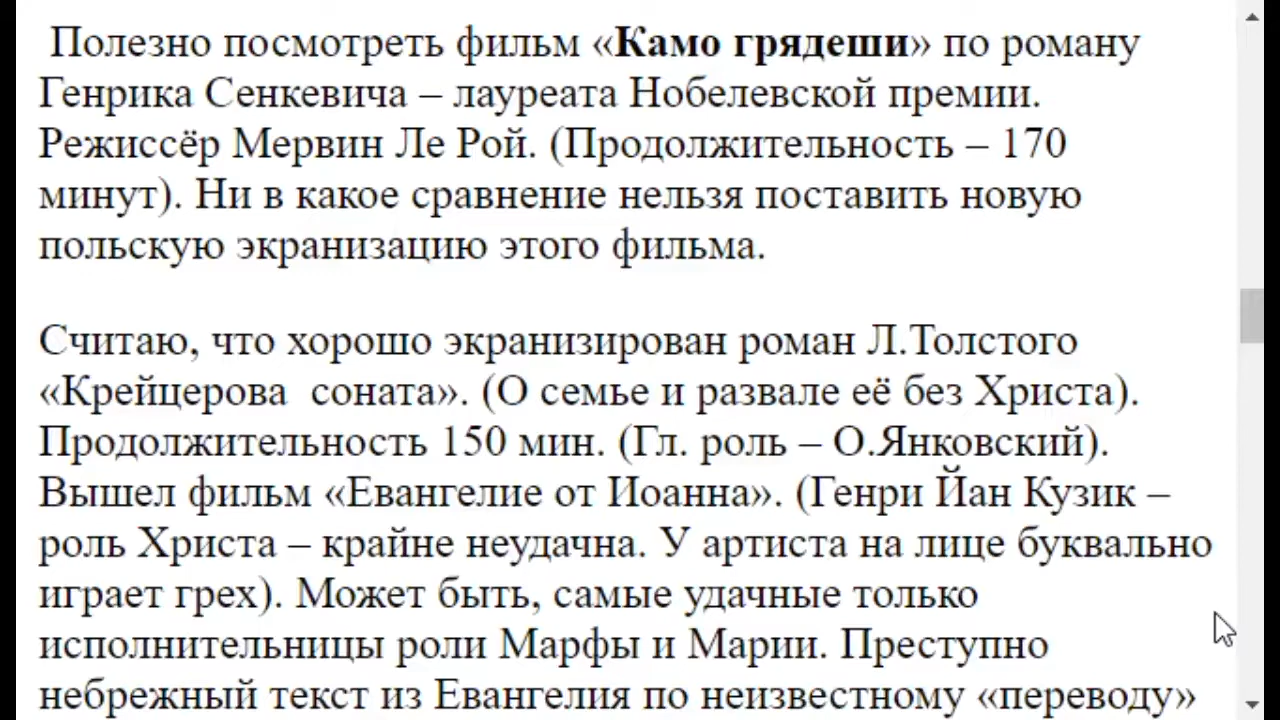 Полезно посмотреть фильм «Камо грядеши» по роману
Генрика Сенкевича – лауреата Нобелевской премии.
Режиссёр Мервин Ле Рой. (Продолжительность – 170
минут). Ни в какое сравнение нельзя поставить новую
польскую экранизацию этого фильма.
Считаю, что хорошо экранизирован роман Л.Толстого
«Крейцерова  соната». (О семье и развале её без Христа).
Продолжительность 150 мин. (Гл. роль – О.Янковский).
Вышел фильм «Евангелие от Иоанна». (Генри Йан Кузик –
роль Христа – крайне неудачна. У артиста на лице буквально
играет грех). Может быть, самые удачные только
исполнительницы роли Марфы и Марии. Преступно
небрежный текст из Евангелия по неизвестному «переводу»